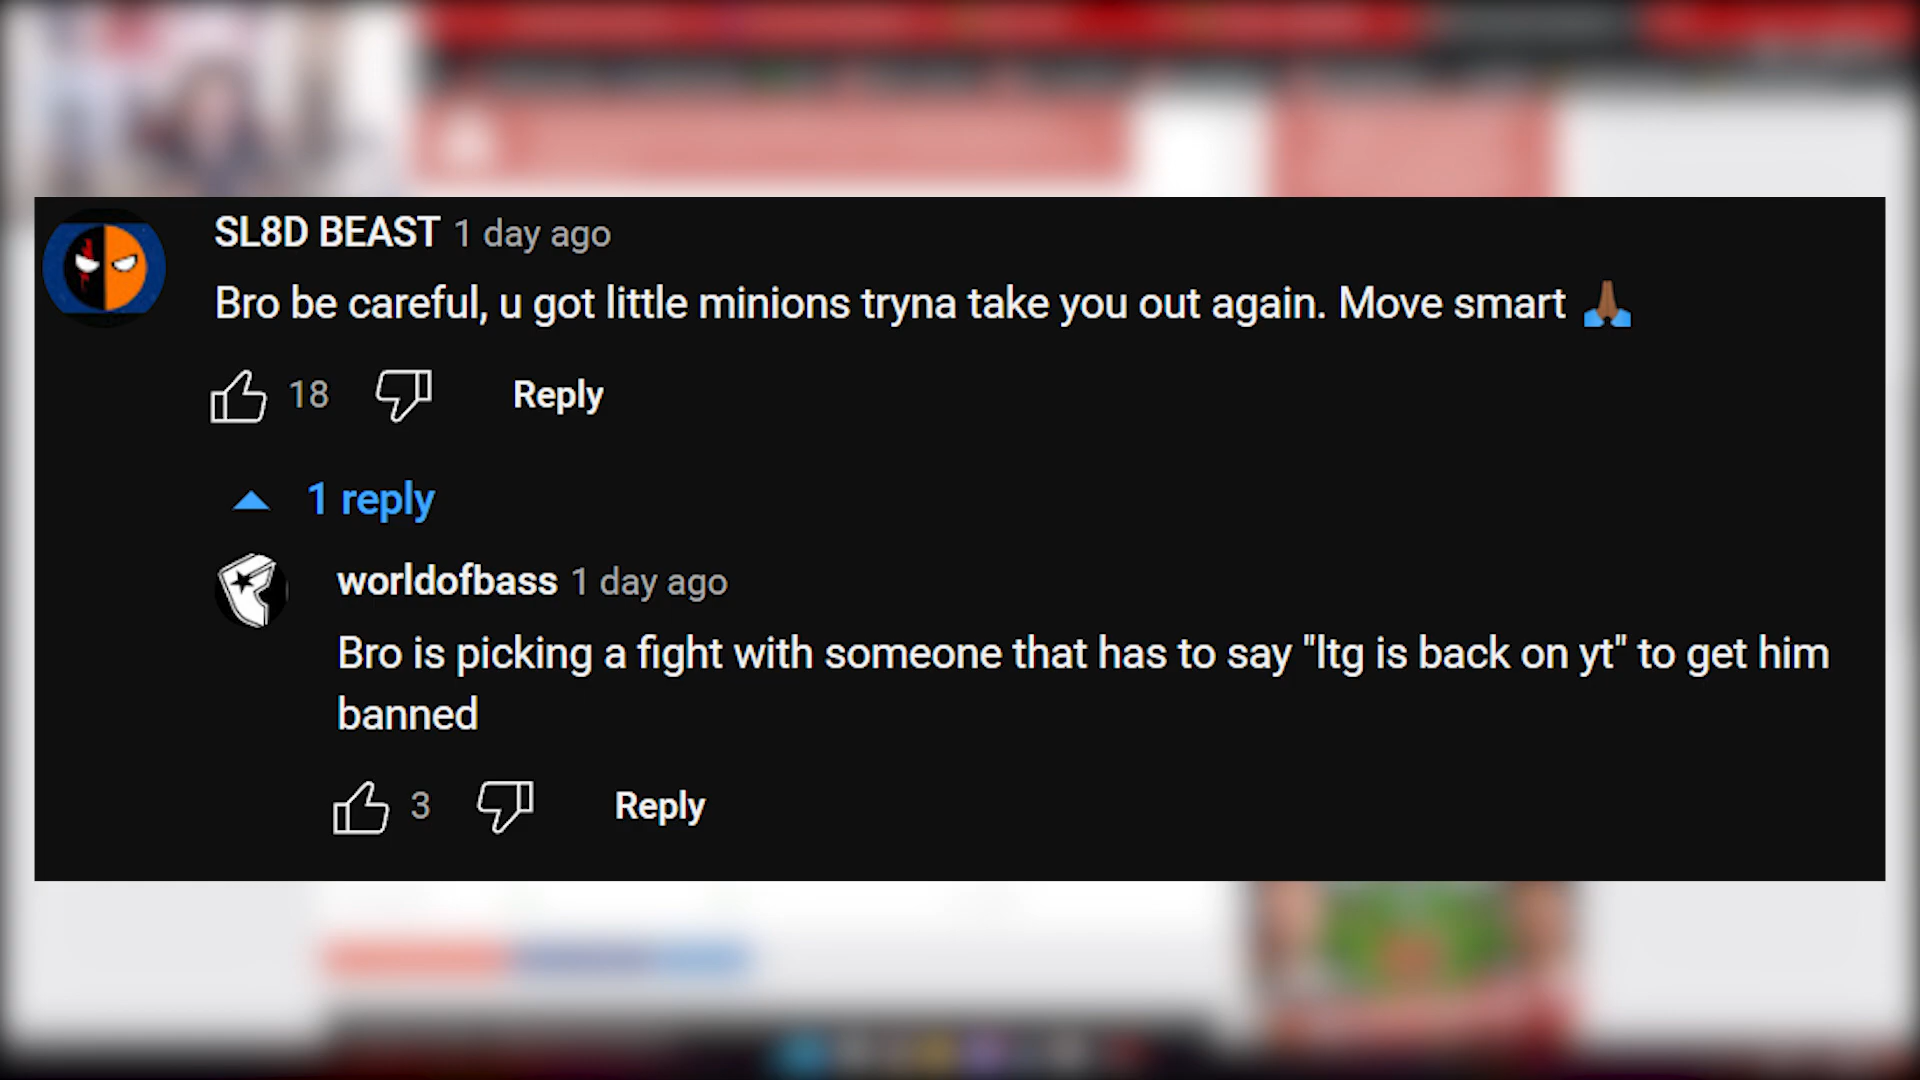 SL8D BEAST 1 day ago
Bro be careful, u got little minions tryna take you out again. Move smart 🙏🏾
18 Reply
1 reply
worldofbass 1 day ago
Bro is picking a fight with someone that has to say "ltg is back on yt" to get him
banned
3 Reply